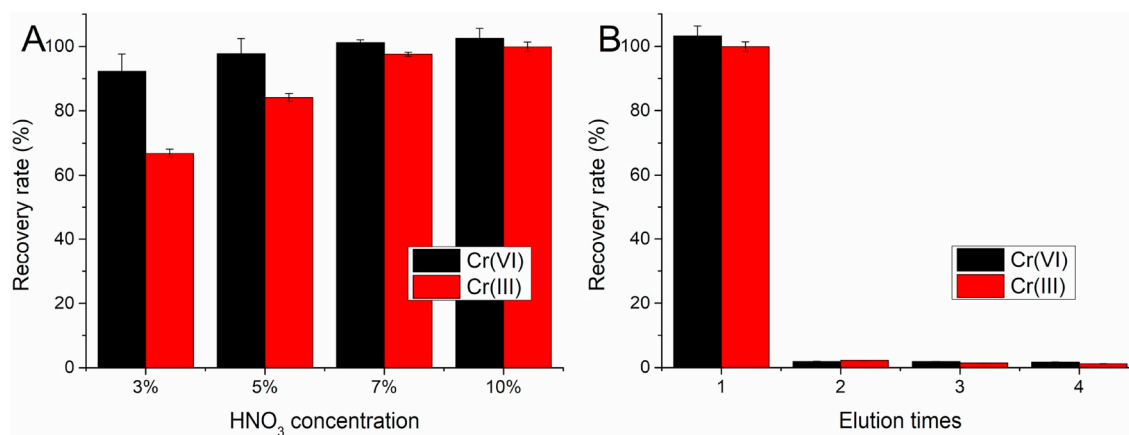 A
Recovery rate (%)
100
80
60
40
20
0
Cr(VI)
Cr(III)
3% 5% 7% 10%
HNO₃ concentration
B
Recovery rate (%)
100
80
60
40
20
0
Cr(VI)
Cr(III)
1 2 3 4
Elution times